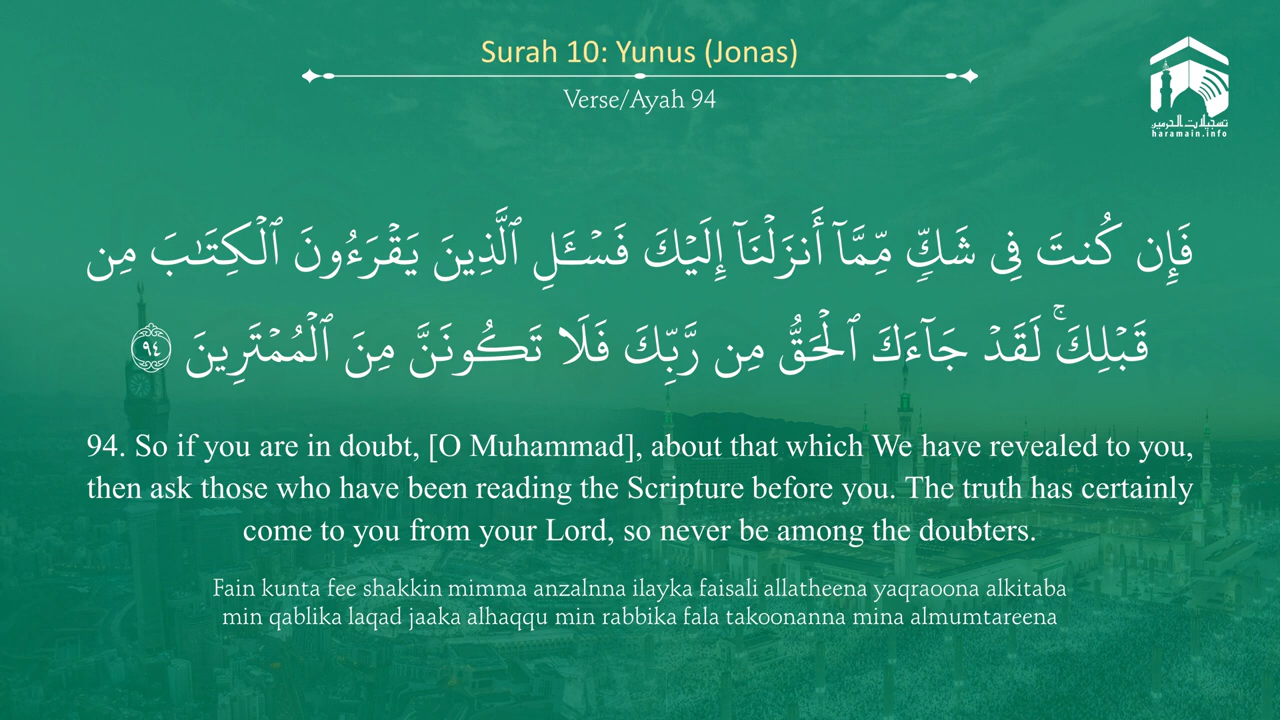 Surah 10: Yunus (Jonas)
Verse/Ayah 94
تسجيلات الحرمين
haramain.info
فَإِن كُنتَ فِى شَكٍّۢ مِّمَّآ أَنزَلْنَآ إِلَيْكَ فَسْـَٔلِ ٱلَّذِينَ يَقْرَءُونَ ٱلْكِتَـٰبَ مِن
قَبْلِكَ ۚ لَقَدْ جَآءَكَ ٱلْحَقُّ مِن رَّبِّكَ فَلَا تَكُونَنَّ مِنَ ٱلْمُمْتَرِينَ ٩٤
94. So if you are in doubt, [O Muhammad], about that which We have revealed to you,
then ask those who have been reading the Scripture before you. The truth has certainly
come to you from your Lord, so never be among the doubters.
Fain kunta fee shakkin mimma anzalnna ilayka faisali allatheena yaqraoona alkitaba
min qablika laqad jaaka alhaqqu min rabbika fala takoonanna mina almumtareena